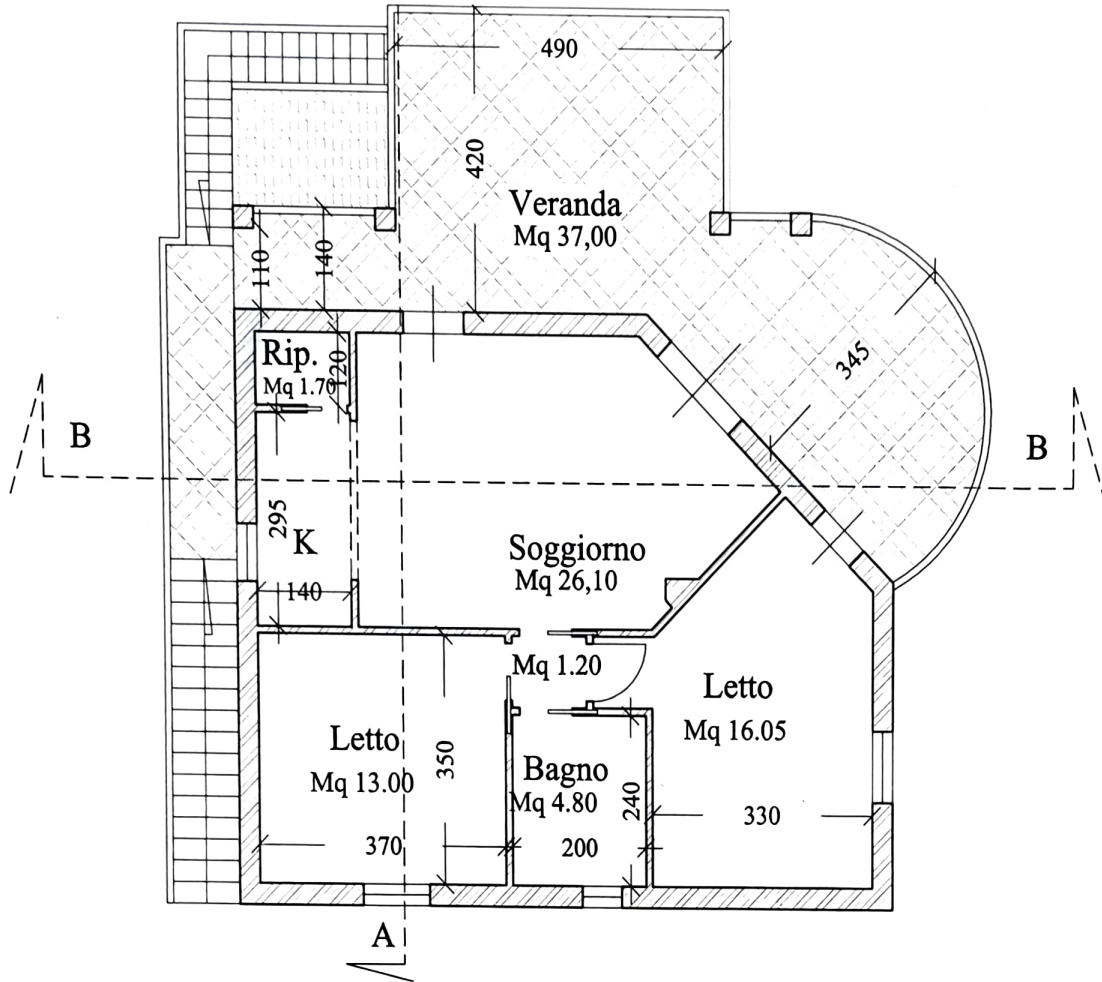 490
420
Veranda
Mq 37,00
110
140
345
Rip.
Mq 1.70
120
B
B
295
K
140
Soggiorno
Mq 26,10
Mq 1.20
Letto
Mq 16.05
Letto
Mq 13.00
350
Bagno
Mq 4.80
240
330
370
200
A